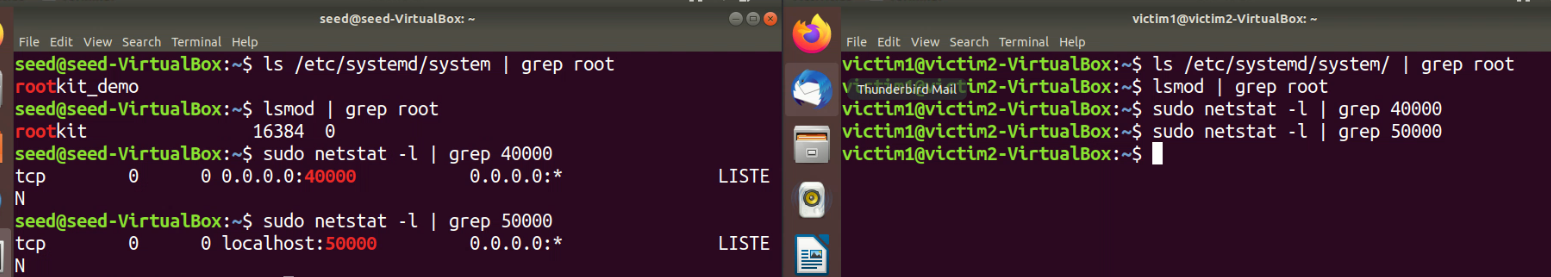 seed@seed-VirtualBox: ~
File Edit View Search Terminal Help
seed@seed-VirtualBox:~$ ls /etc/systemd/system | grep root
rootkit_demo
seed@seed-VirtualBox:~$ lsmod | grep root
rootkit 16384 0
seed@seed-VirtualBox:~$ sudo netstat -l | grep 40000
tcp 0 0 0.0.0.0:40000 0.0.0.0:* LISTE
N
seed@seed-VirtualBox:~$ sudo netstat -l | grep 50000
tcp 0 0 localhost:50000 0.0.0.0:* LISTE
N
victim1@victim2-VirtualBox: ~
File Edit View Search Terminal Help
victim1@victim2-VirtualBox:~$ ls /etc/systemd/system/ | grep root
victim1@victim2-VirtualBox:~$ lsmod | grep root
Thunderbird Mail
victim1@victim2-VirtualBox:~$ sudo netstat -l | grep 40000
victim1@victim2-VirtualBox:~$ sudo netstat -l | grep 50000
victim1@victim2-VirtualBox:~$